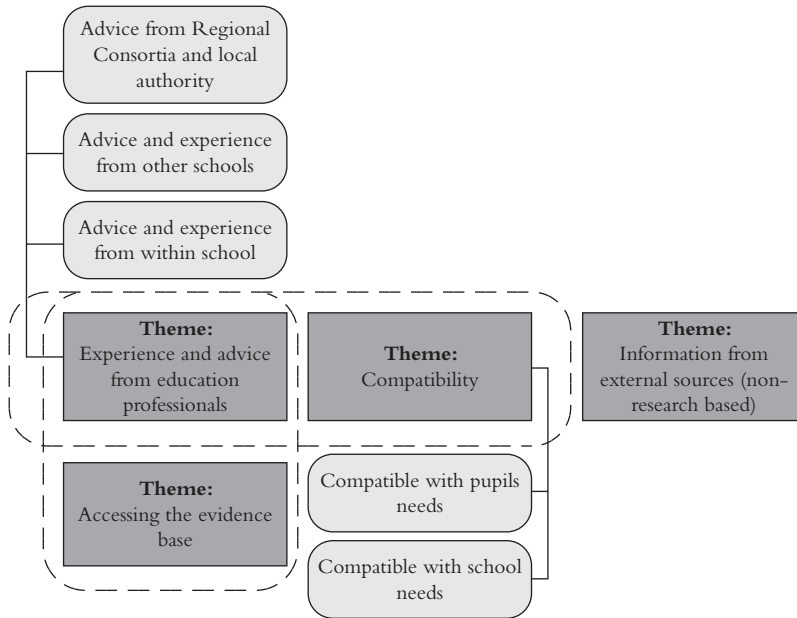 Advice from Regional
Consortia and local
authority
Advice and experience
from other schools
Advice and experience
from within school
Theme:
Experience and advice
from education
professionals
Theme:
Compatibility
Theme:
Information from
external sources (non-
research based)
Theme:
Accessing the evidence
base
Compatible with pupils
needs
Compatible with school
needs